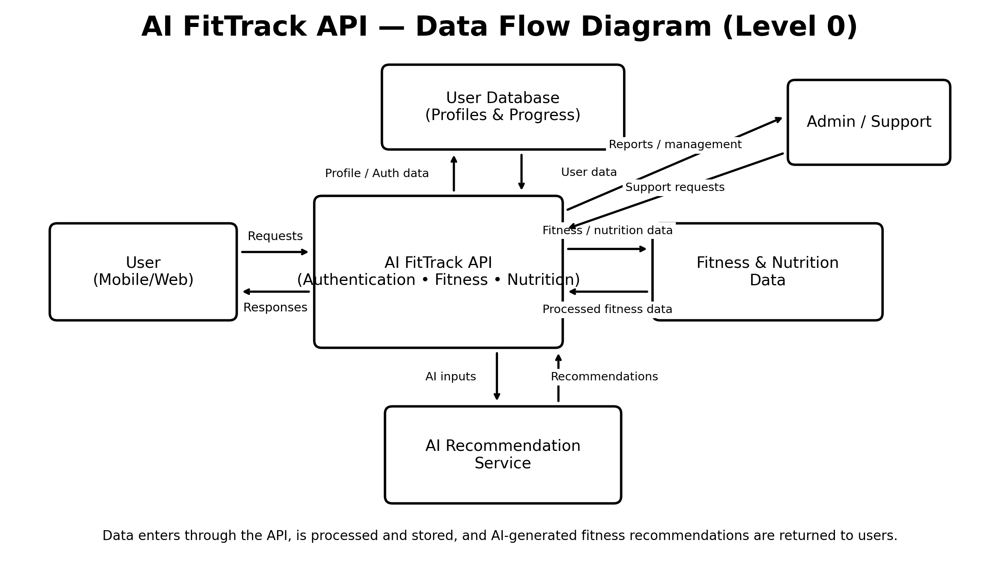 AI FitTrack API — Data Flow Diagram (Level 0)
User Database
(Profiles & Progress)
Admin / Support
Reports / management
Profile / Auth data
User data
Support requests
Fitness / nutrition data
Requests
User
(Mobile/Web)
AI FitTrack API
(Authentication • Fitness • Nutrition)
Fitness & Nutrition
Data
Responses
Processed fitness data
AI inputs
Recommendations
AI Recommendation
Service
Data enters through the API, is processed and stored, and AI-generated fitness recommendations are returned to users.